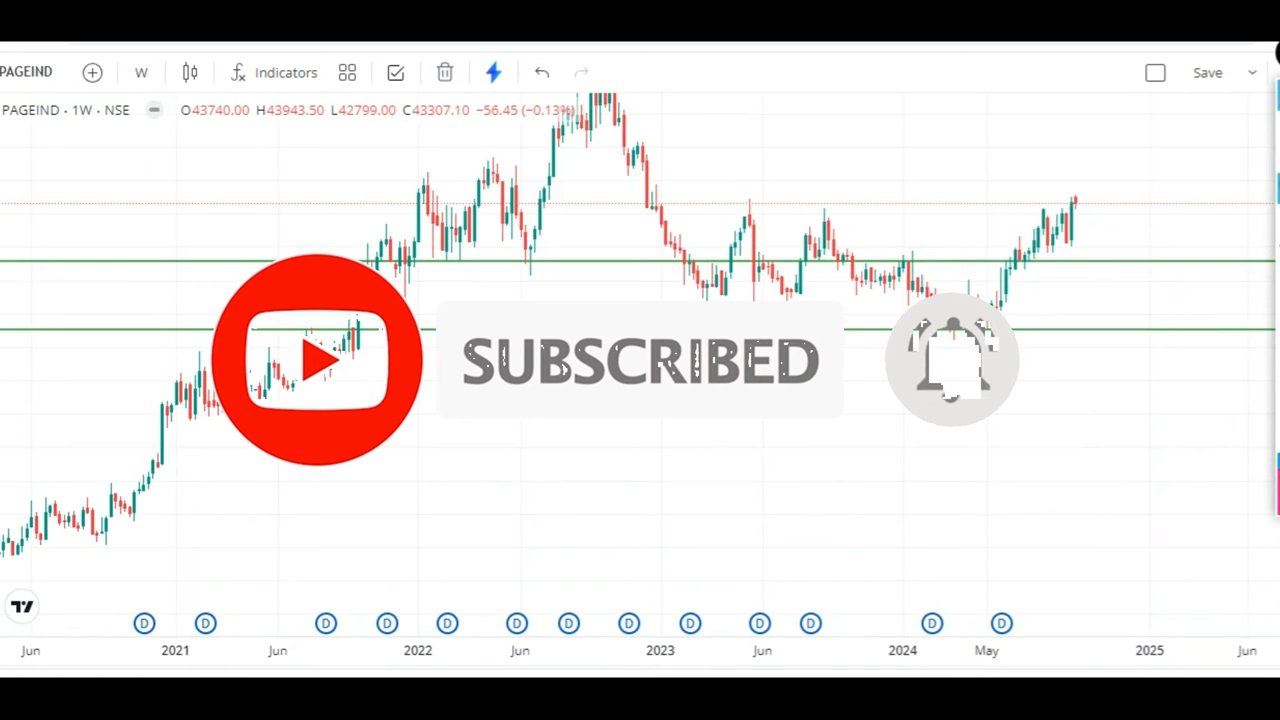 PAGEIND W Indicators Save
PAGEIND · 1W · NSE O43740.00 H43943.50 L42799.00 C43307.10 −56.45 (−0.13%)
SUBSCRIBED
D D D D D D D D D D D D D
Jun 2021 Jun 2022 Jun 2023 Jun 2024 May 2025 Jun